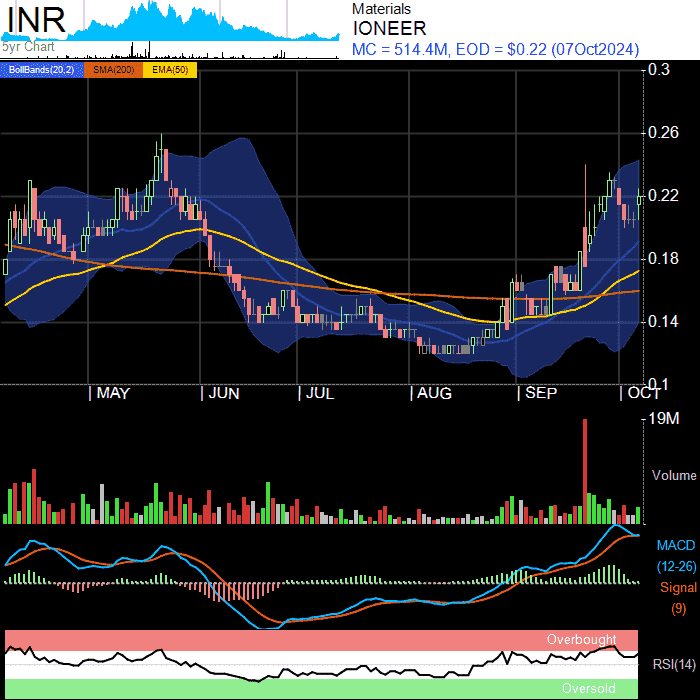 INR
5yr Chart
Materials
IONEER
MC = 514.4M, EOD = $0.22 (07Oct2024)
BollBands(20,2) SMA(200) EMA(50)
0.3
0.26
0.22
0.18
0.14
0.1
MAY JUN JUL AUG SEP OCT
19M
Volume
MACD
(12-26)
Signal
(9)
Overbought
RSI(14)
Oversold